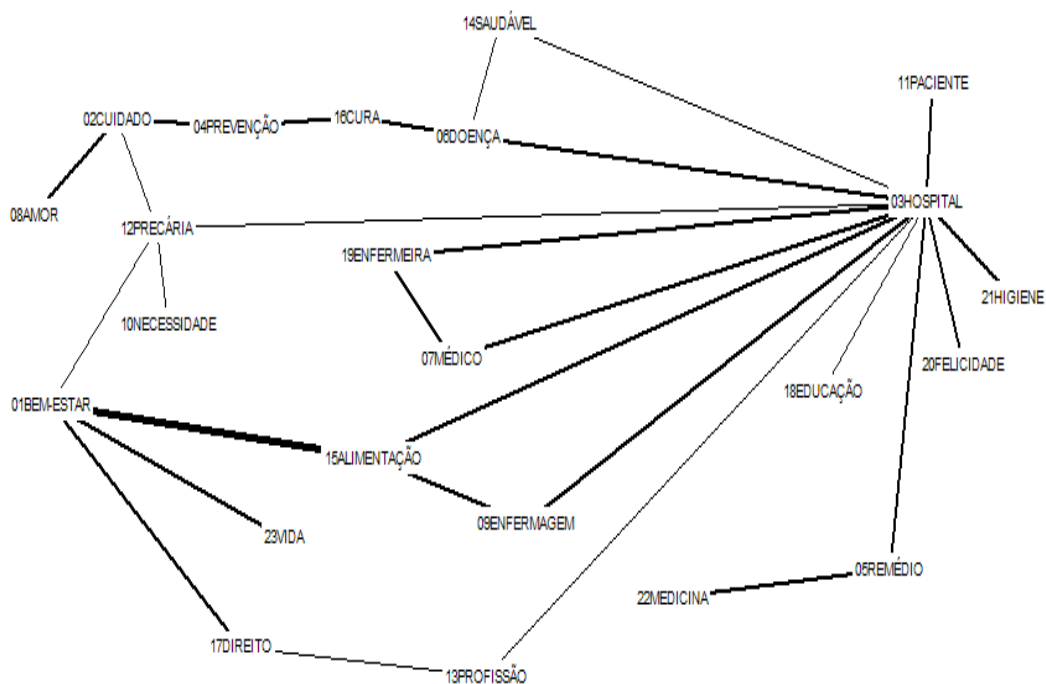 14SAUDÁVEL
11PACIENTE
02CUIDADO
04PREVENÇÃO
16CURA
06DOENÇA
03HOSPITAL
08AMOR
12PRECÁRIA
19ENFERMEIRA
21HIGIENE
10NECESSIDADE
07MÉDICO
20FELICIDADE
18EDUCAÇÃO
01BEM-ESTAR
15ALIMENTAÇÃO
09ENFERMAGEM
23VIDA
05REMÉDIO
22MEDICINA
17DIREITO
13PROFISSÃO